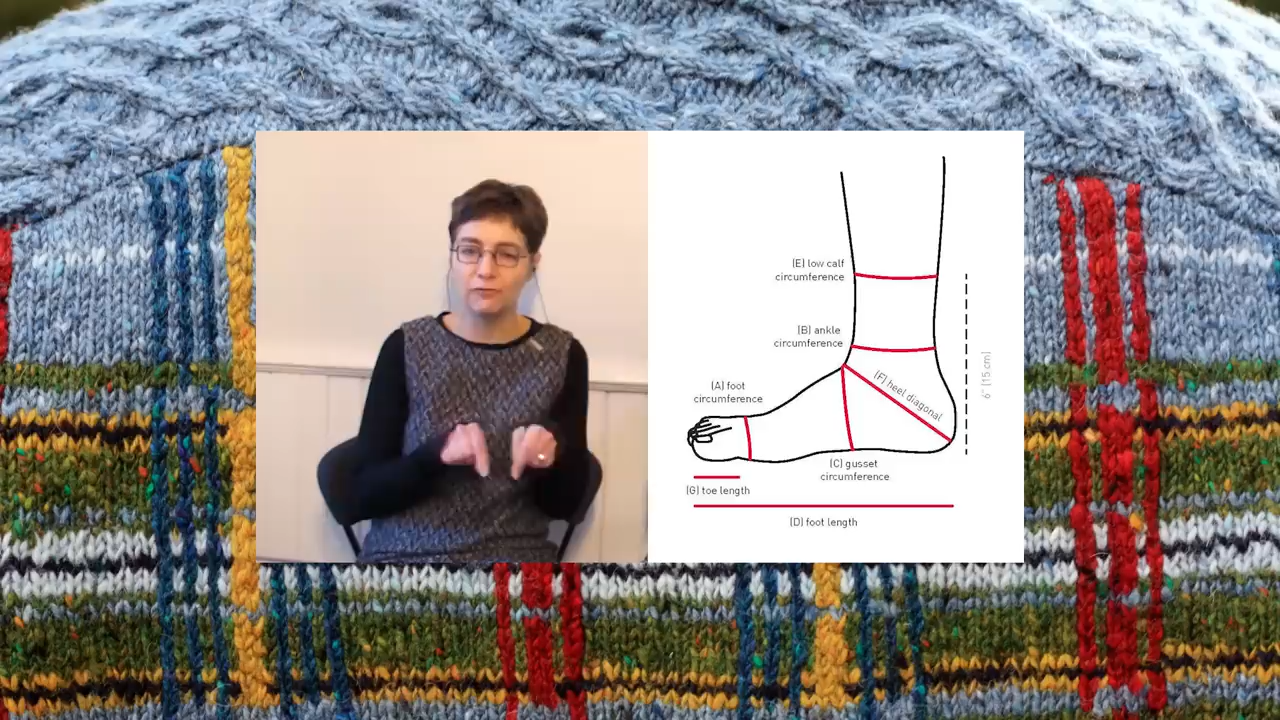 (E) low calf
circumference
(B) ankle
circumference
(F) heel diagonal
6" (15 cm)
(A) foot
circumference
(C) gusset
circumference
(G) toe length
(D) foot length